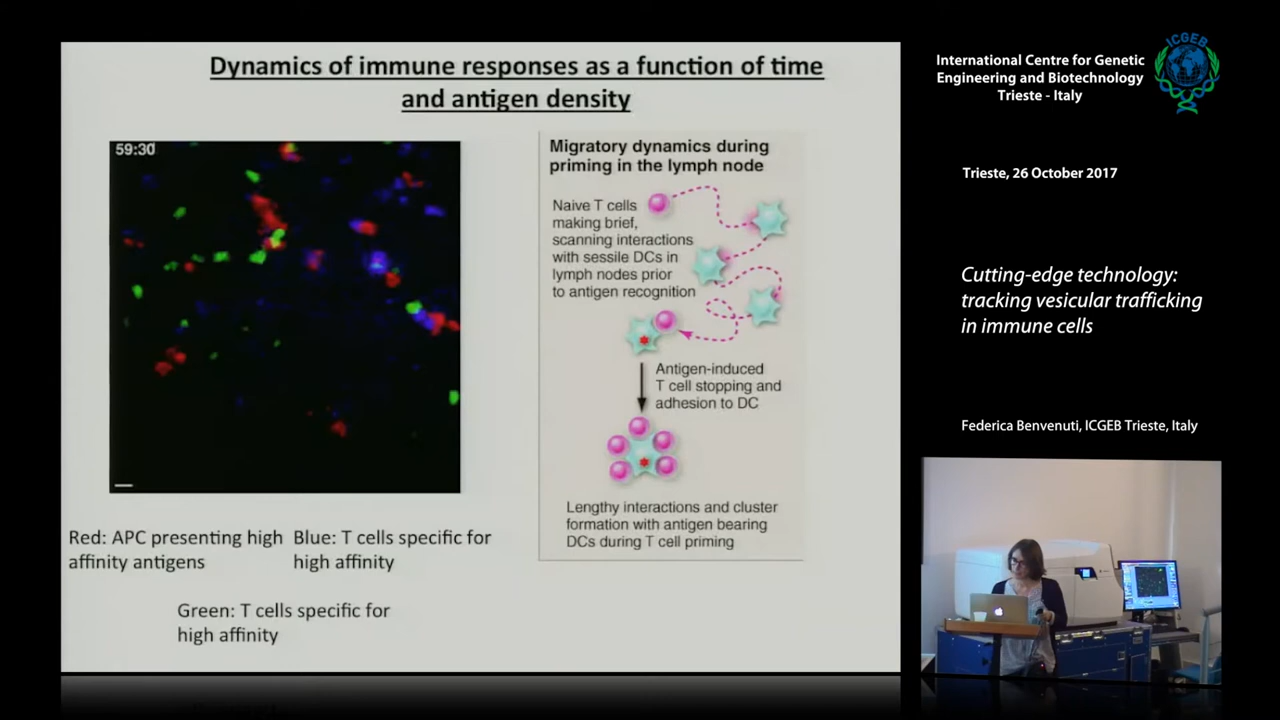 Dynamics of immune responses as a function of time
and antigen density
59:30
Migratory dynamics during
priming in the lymph node
Naive T cells
making brief,
scanning interactions
with sessile DCs in
lymph nodes prior
to antigen recognition
Antigen-induced
T cell stopping and
adhesion to DC
Lengthy interactions and cluster
formation with antigen bearing
DCs during T cell priming
Red: APC presenting high
affinity antigens
Blue: T cells specific for
high affinity
Green: T cells specific for
high affinity
International Centre for Genetic
Engineering and Biotechnology
Trieste - Italy
ICGEB
Trieste, 26 October 2017
Cutting-edge technology:
tracking vesicular trafficking
in immune cells
Federica Benvenuti, ICGEB Trieste, Italy